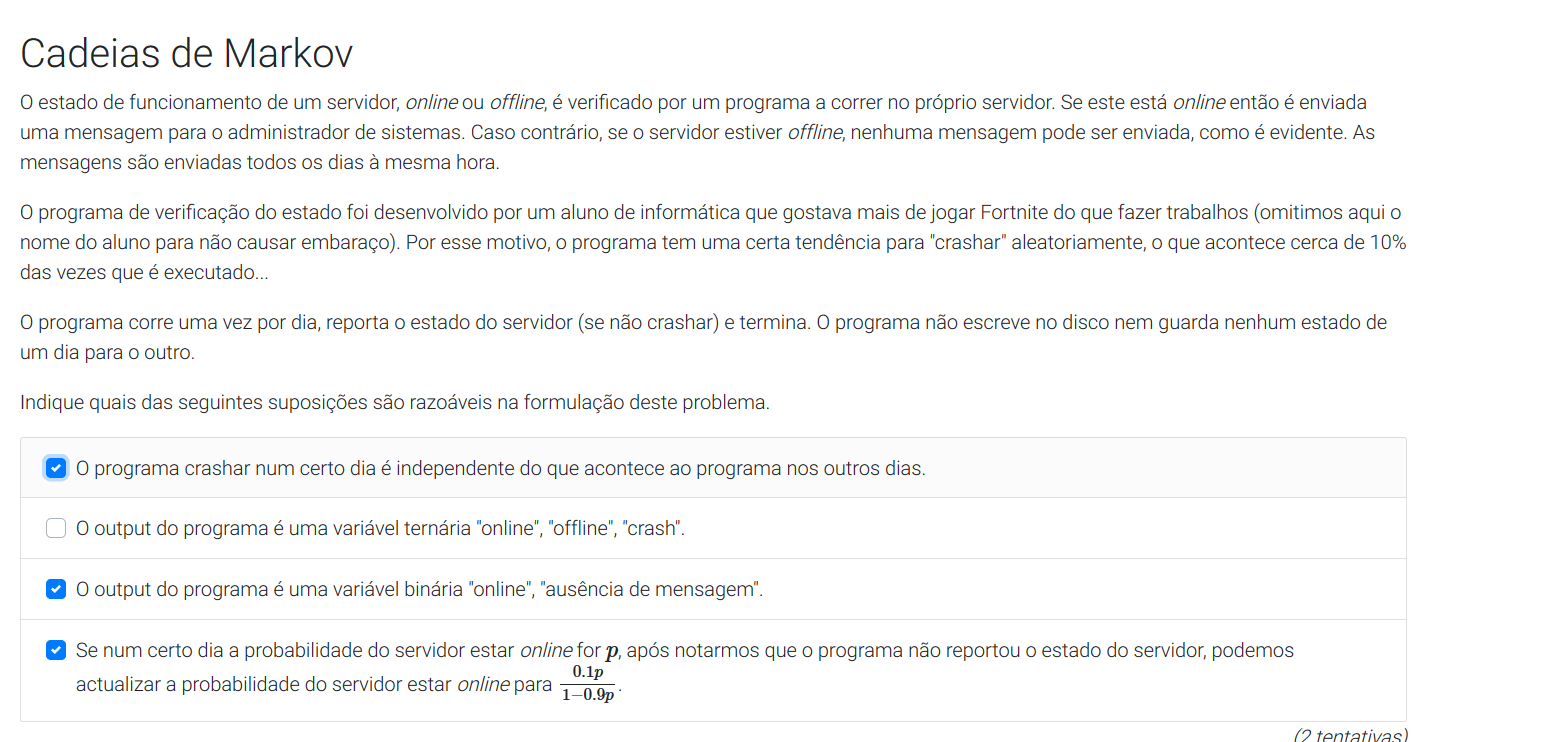 Cadeias de Markov
O estado de funcionamento de um servidor, online ou offline, é verificado por um programa a correr no próprio servidor. Se este está online então é enviada
uma mensagem para o administrador de sistemas. Caso contrário, se o servidor estiver offline, nenhuma mensagem pode ser enviada, como é evidente. As
mensagens são enviadas todos os dias à mesma hora.
O programa de verificação do estado foi desenvolvido por um aluno de informática que gostava mais de jogar Fortnite do que fazer trabalhos (omitimos aqui o
nome do aluno para não causar embaraço). Por esse motivo, o programa tem uma certa tendência para "crashar" aleatoriamente, o que acontece cerca de 10%
das vezes que é executado...
O programa corre uma vez por dia, reporta o estado do servidor (se não crashar) e termina. O programa não escreve no disco nem guarda nenhum estado de
um dia para o outro.
Indique quais das seguintes suposições são razoáveis na formulação deste problema.
O programa crashar num certo dia é independente do que acontece ao programa nos outros dias.
O output do programa é uma variável ternária "online", "offline", "crash".
O output do programa é uma variável binária "online", "ausência de mensagem".
Se num certo dia a probabilidade do servidor estar online for p, após notarmos que o programa não reportou o estado do servidor, podemos
actualizar a probabilidade do servidor estar online para 0.1p/1−0.9p.
(2 tentativas)